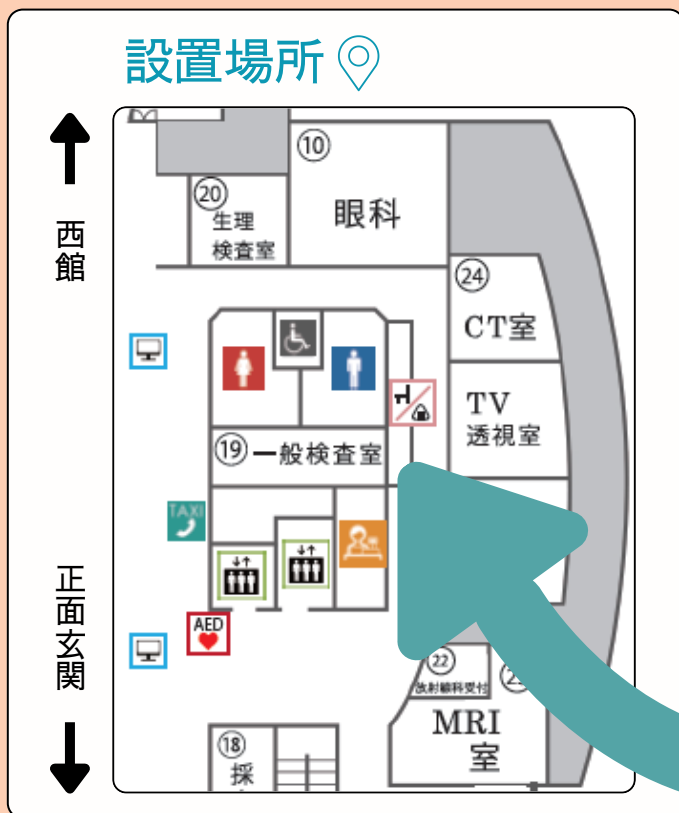 設置場所
西館
⑩
眼科
⑳
生理
検査室
㉔
CT室
TV
透視室
⑲一般検査室
TAXI
AED
正面玄関
㉒
放射線科受付
MRI
室
⑱
採